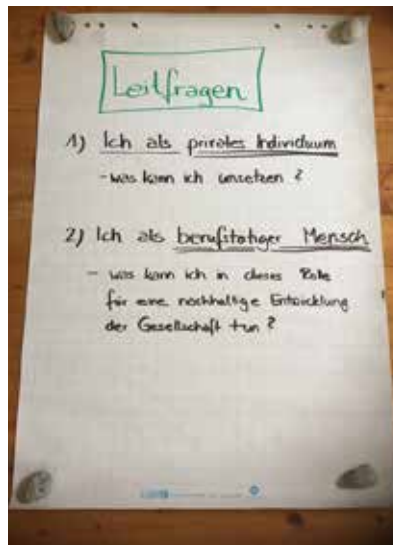 Leitfragen
1) Ich als privates Individuum
- was kann ich umsetzen ?
2) Ich als berufstätiger Mensch
- was kann ich in dieser Rolle
für eine nachhaltige Entwicklung
der Gesellschaft tun ?